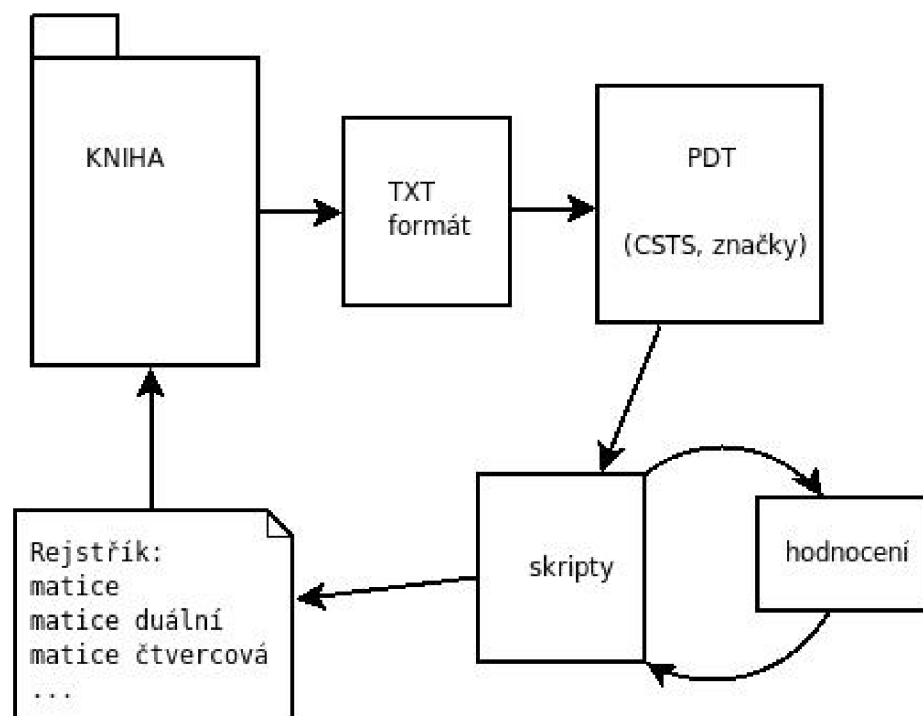 KNIHA
TXT
formát
PDT
(CSTS, značky)
skripty
hodnocení
Rejstřík:
matice
matice duální
matice čtvercová
...